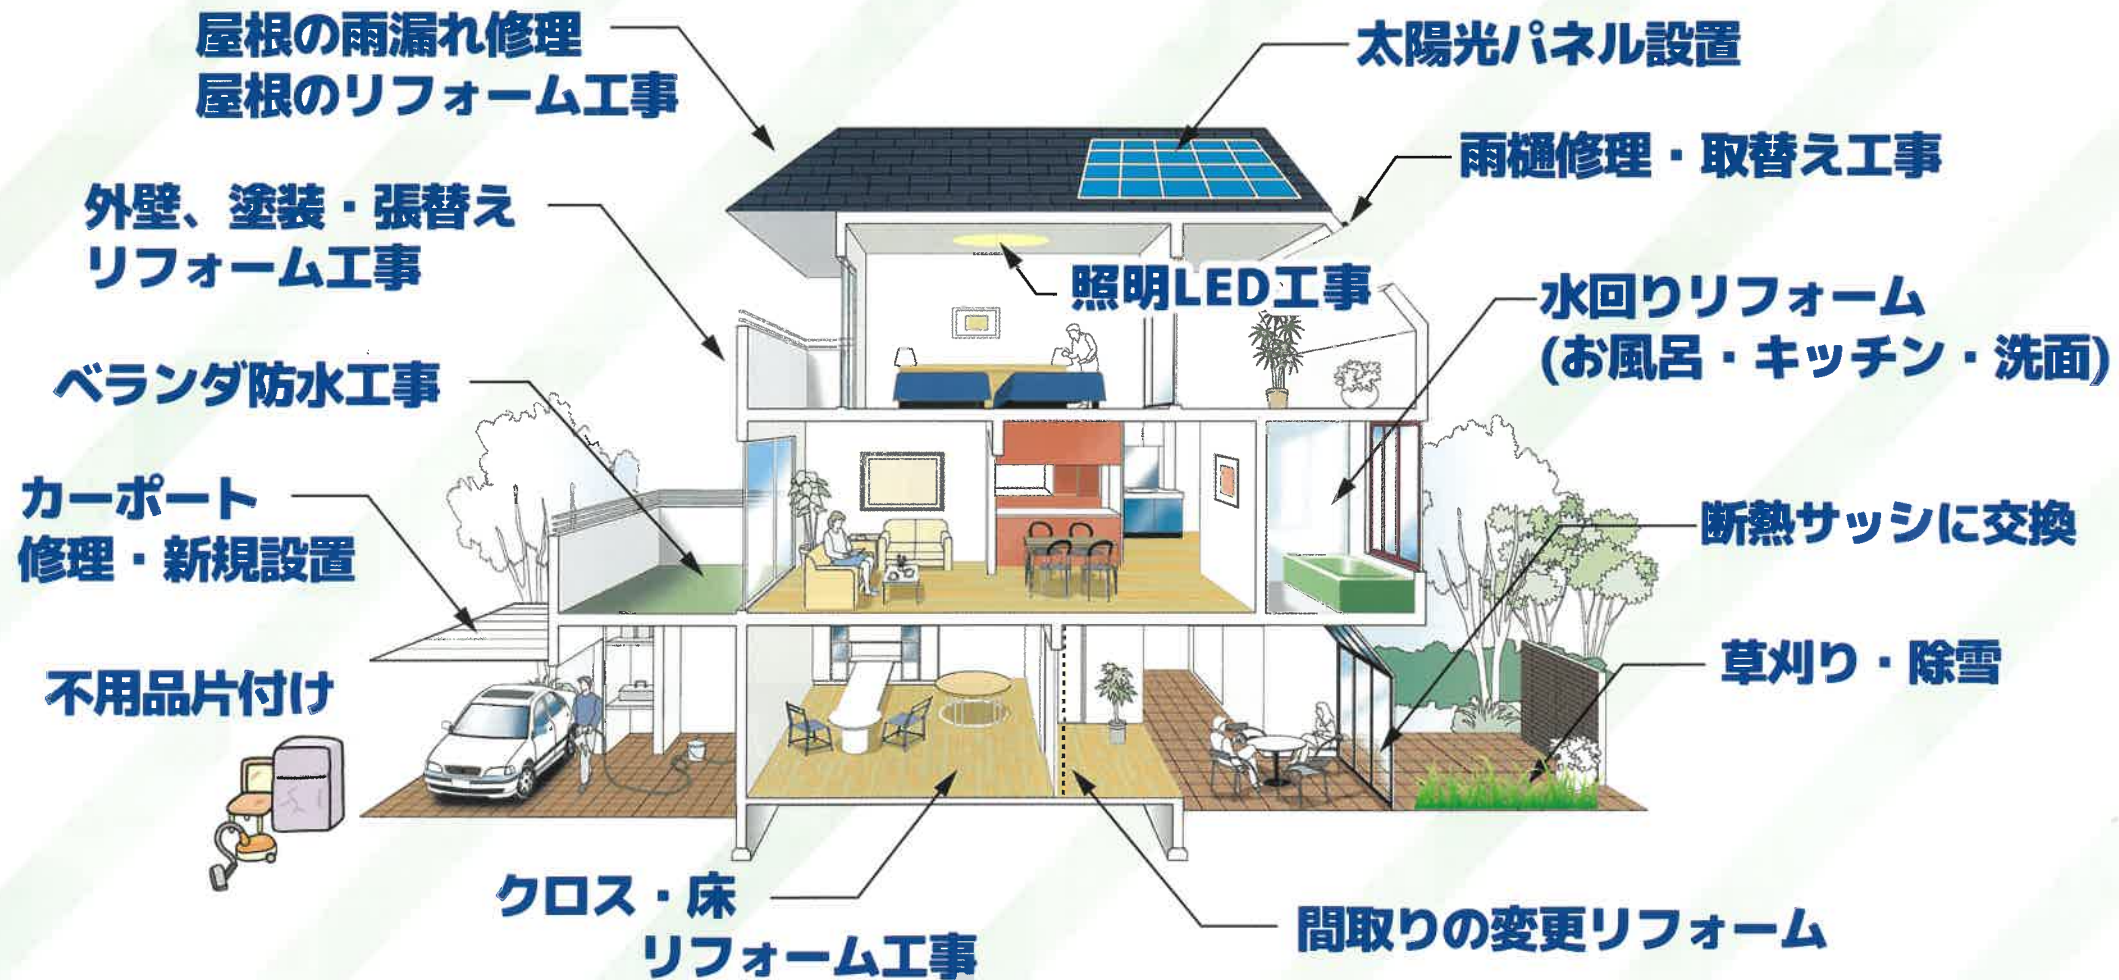 屋根の雨漏れ修理
屋根のリフォーム工事
太陽光パネル設置
雨樋修理・取替え工事
外壁、塗装・張替え
リフォーム工事
照明LED工事
水回りリフォーム
(お風呂・キッチン・洗面)
ベランダ防水工事
カーポート
修理・新規設置
断熱サッシに交換
不用品片付け
草刈り・除雪
クロス・床
リフォーム工事
間取りの変更リフォーム